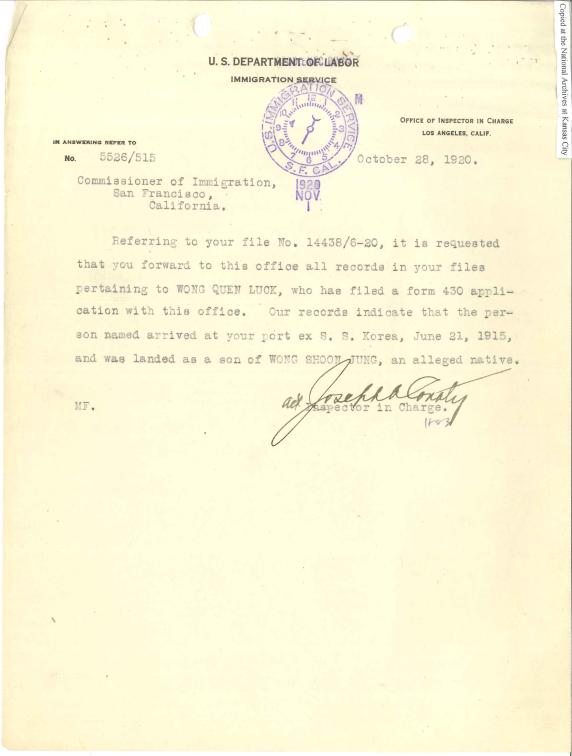 Copied at the National Archives at Kansas City
U. S. DEPARTMENT OF LABOR
IMMIGRATION SERVICE
U.S. IMMIGRATION SERVICE
S.F. CAL.
M
OFFICE OF INSPECTOR IN CHARGE
LOS ANGELES, CALIF.
IN ANSWERING REFER TO
No. 5526/515
October 28, 1920.
1920
NOV.
1
Commissioner of Immigration,
San Francisco,
California.
Referring to your file No. 14438/6-20, it is requested
that you forward to this office all records in your files
pertaining to WONG QUEN LUCK, who has filed a form 430 appli-
cation with this office. Our records indicate that the per-
son named arrived at your port ex S. S. Korea, June 21, 1915,
and was landed as a son of WONG SHOON JUNG, an alleged native.
Joseph
Inspector in Charge.
MF.